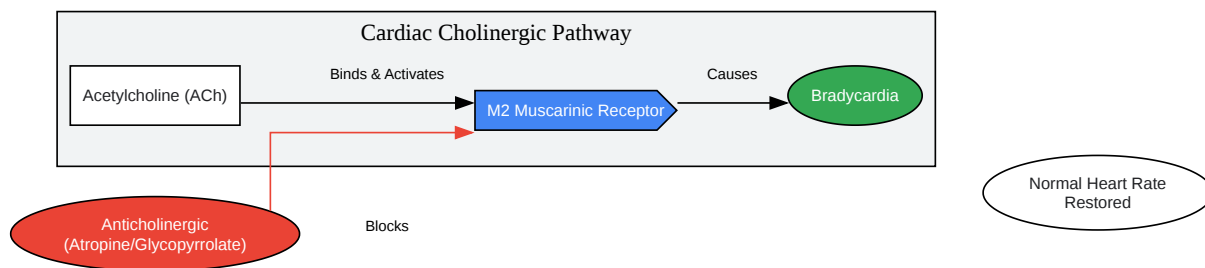 Cardiac Cholinergic Pathway
Binds & Activates
Causes
Acetylcholine (ACh)
M2 Muscarinic Receptor
Bradycardia
Normal Heart Rate
Restored
Anticholinergic
(Atropine/Glycopyrrolate)
Blocks